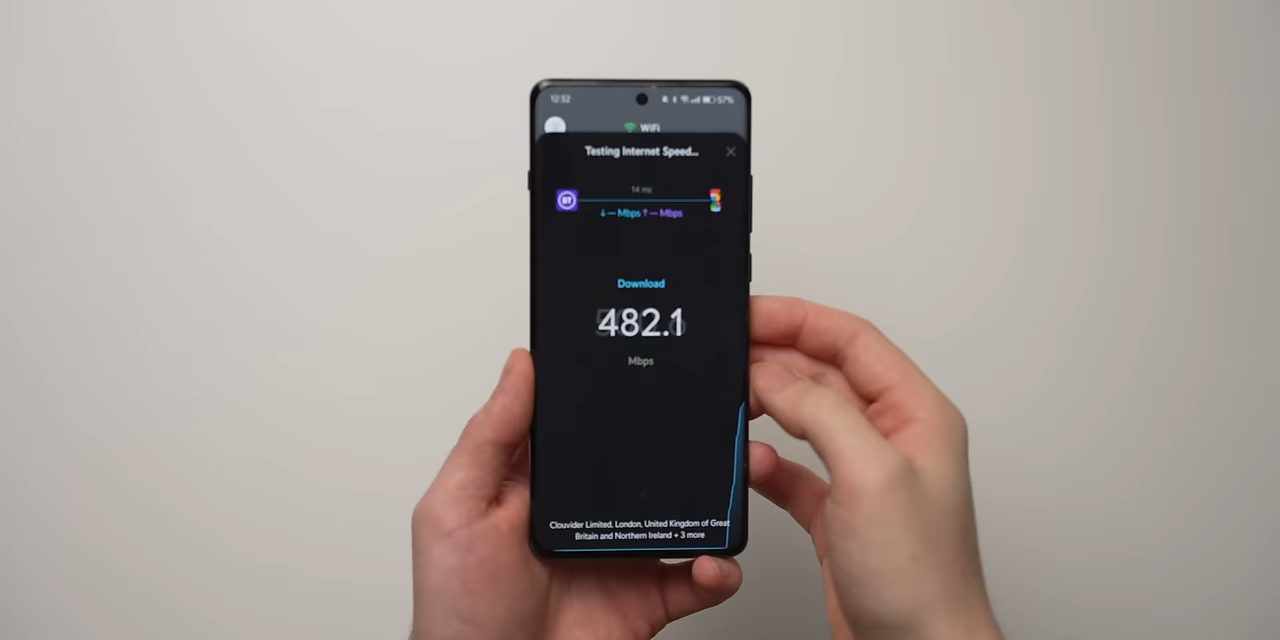 12:32
57%
WiFi
Testing Internet Speed...
14 ms
BT
↓ — Mbps ↑ — Mbps
Download
482.1
Mbps
Clouvider Limited, London, United Kingdom of Great
Britain and Northern Ireland + 3 more